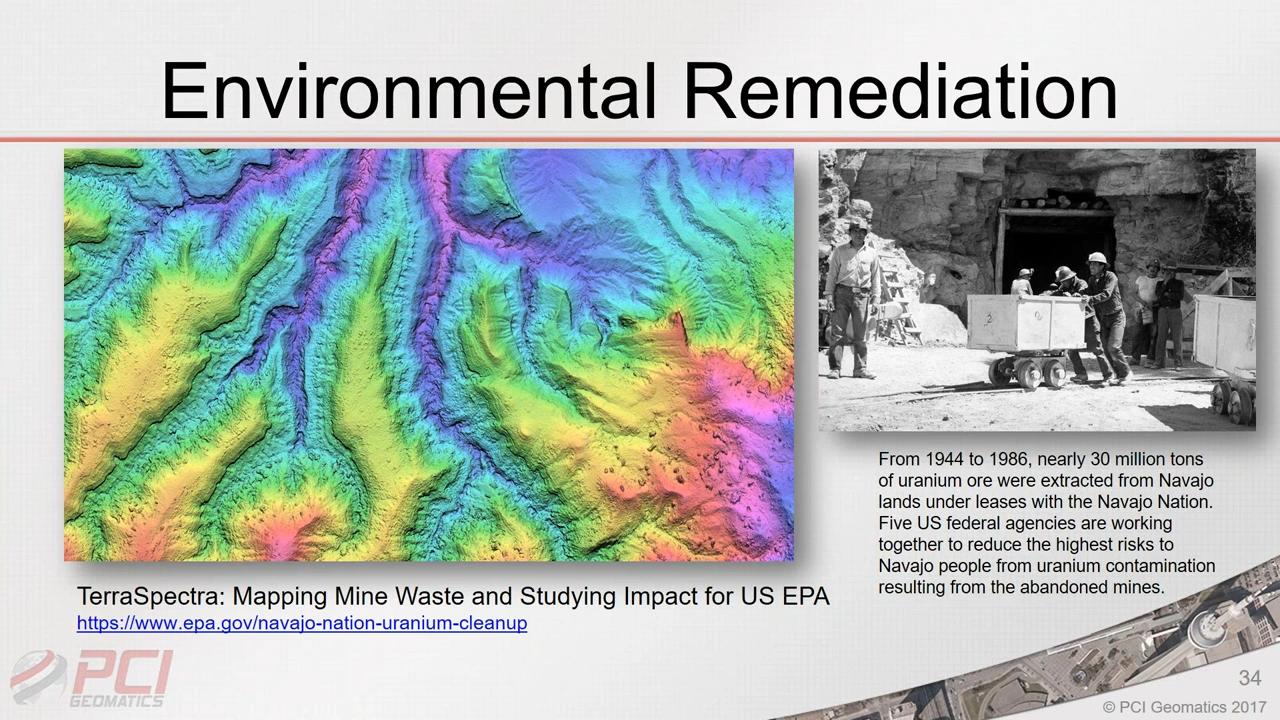 Environmental Remediation
From 1944 to 1986, nearly 30 million tons
of uranium ore were extracted from Navajo
lands under leases with the Navajo Nation.
Five US federal agencies are working
together to reduce the highest risks to
Navajo people from uranium contamination
resulting from the abandoned mines.
TerraSpectra: Mapping Mine Waste and Studying Impact for US EPA
https://www.epa.gov/navajo-nation-uranium-cleanup
PCI
GEOMATICS
34
© PCI Geomatics 2017